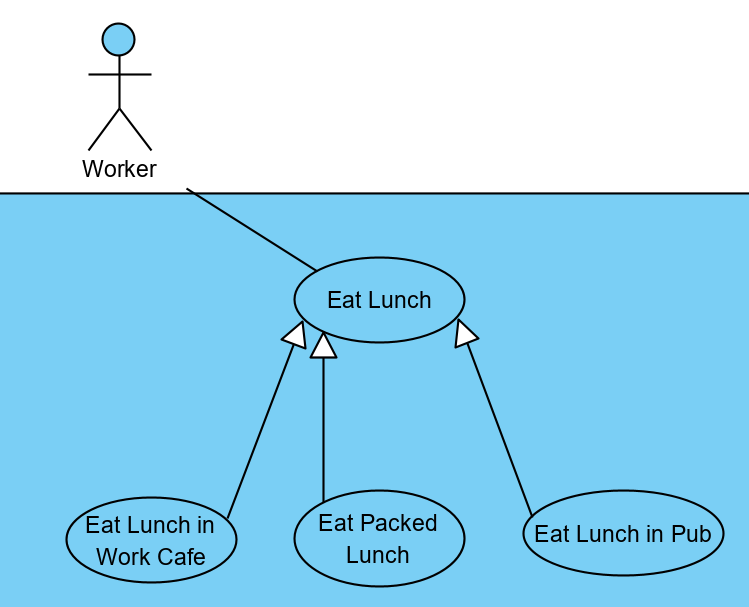 Worker
Eat Lunch
Eat Lunch in
Work Cafe
Eat Packed
Lunch
Eat Lunch in Pub